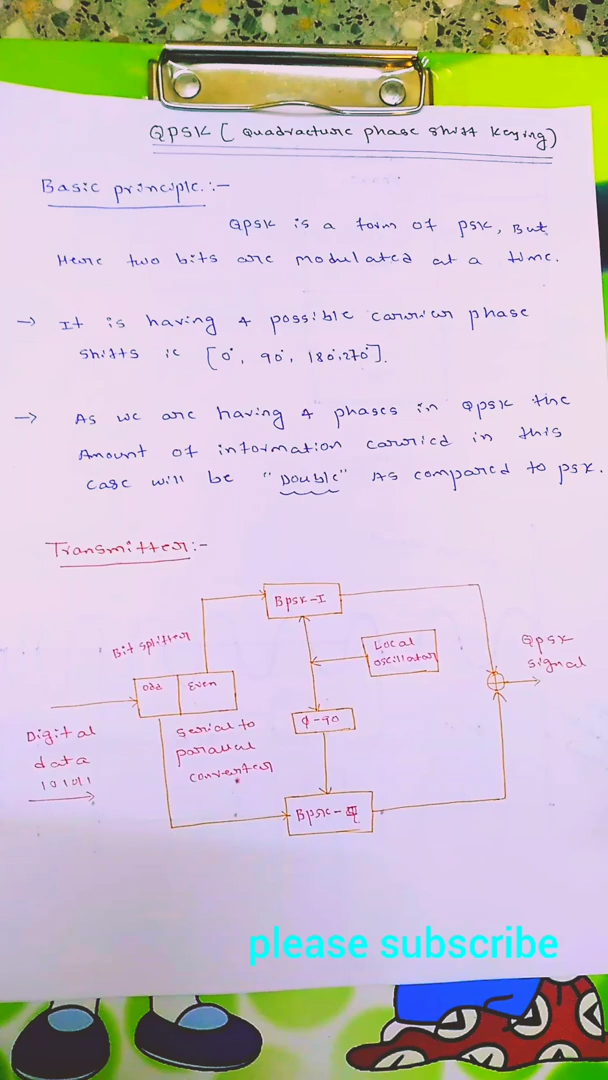 QPSK [ Quadracture phase shift keying)
Basic principle :-
QPSK is a form of PSK, But
Here two bits are modulated at a time.
→ It is having 4 possible carrier phase
shifts ie [0°, 90°, 180°, 270°].
→ As we are having 4 phases in QPSK the
Amount of information carried in this
case will be "Double" As compared to PSK.
Transmitter :-
BPSK-I
Bit splitter
Local
oscillator
QPSK
signal
odd Even
φ-90
Digital
data
101011
serial to
parallel
converter
BPSK-II
please subscribe